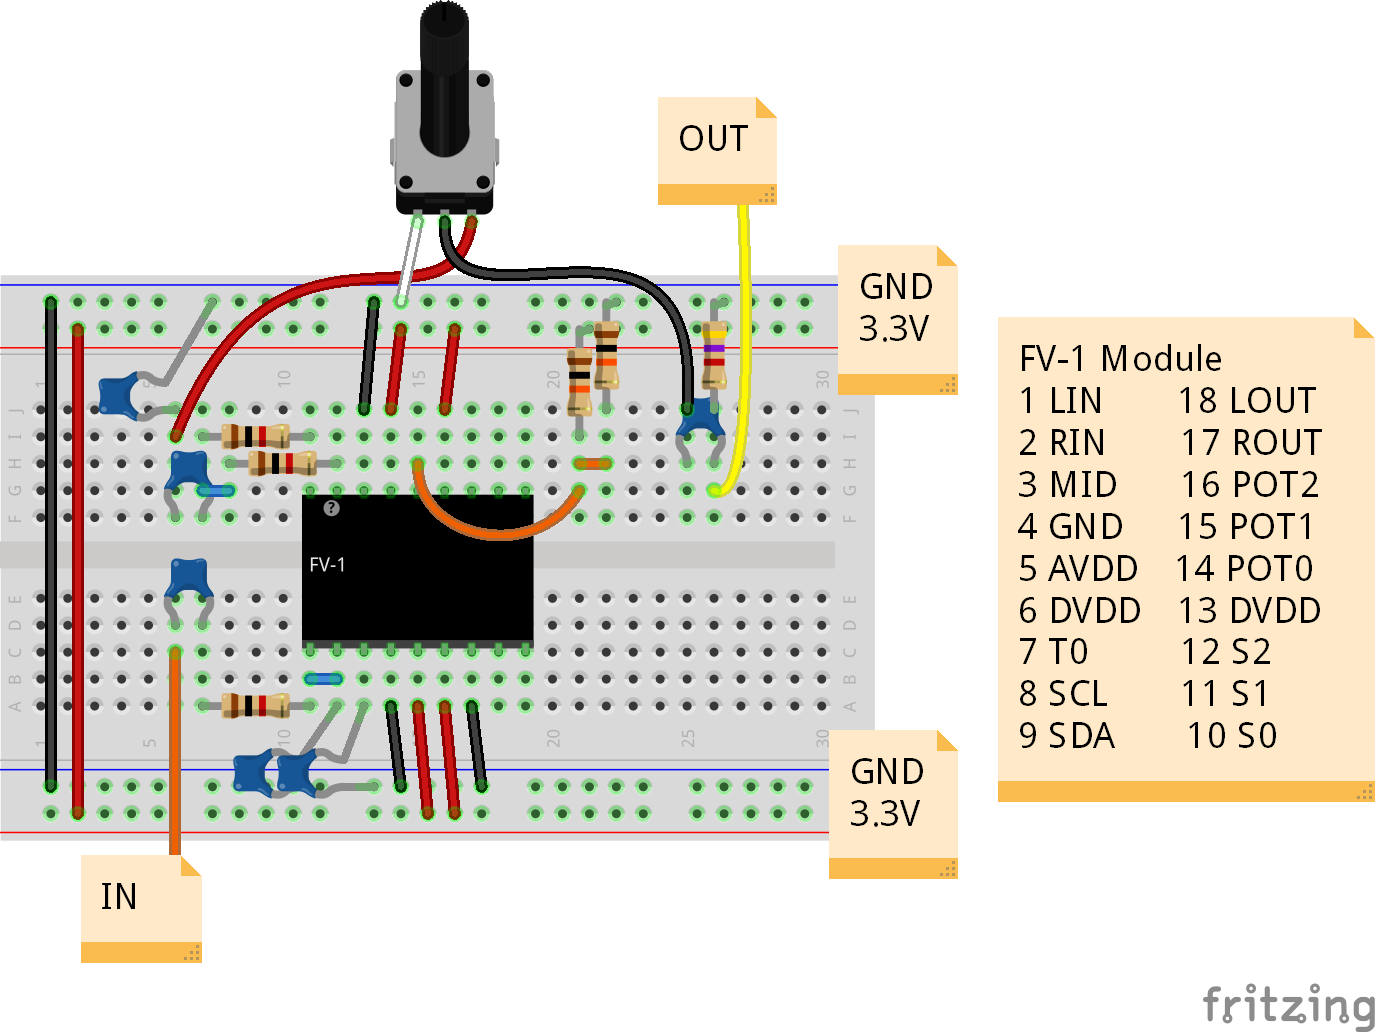 OUT
GND
3.3V
1 5 10 15 20 25 30
J J
I I
H H
G G
F F
?
FV-1
E E
D D
C C
B B
A A
1 5 10 15 20 25 30
GND
3.3V
IN
FV-1 Module
1 LIN 18 LOUT
2 RIN 17 ROUT
3 MID 16 POT2
4 GND 15 POT1
5 AVDD 14 POT0
6 DVDD 13 DVDD
7 T0 12 S2
8 SCL 11 S1
9 SDA 10 S0
fritzing